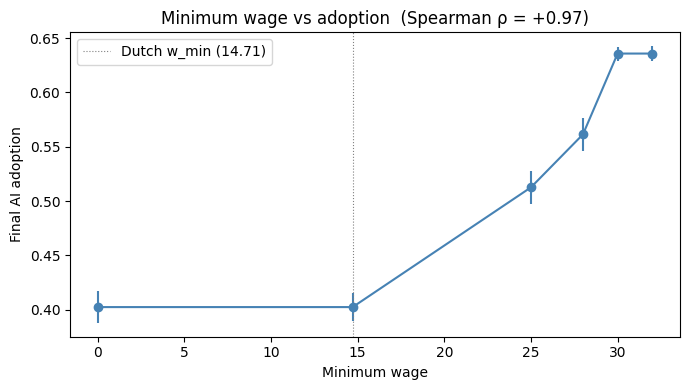 Minimum wage vs adoption (Spearman ρ = +0.97)
Dutch w_min (14.71)
Final AI adoption
0.65
0.60
0.55
0.50
0.45
0.40
0 5 10 15 20 25 30
Minimum wage